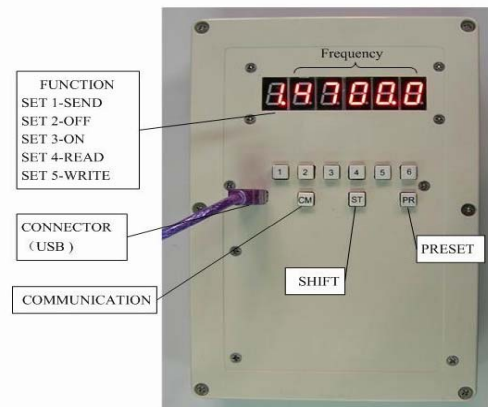 Frequency
FUNCTION
SET 1-SEND
SET 2-OFF
SET 3-ON
SET 4-READ
SET 5-WRITE
1.4700.0
1 2 3 4 5 6
CONNECTOR
（USB ）
CM ST PR
PRESET
SHIFT
COMMUNICATION